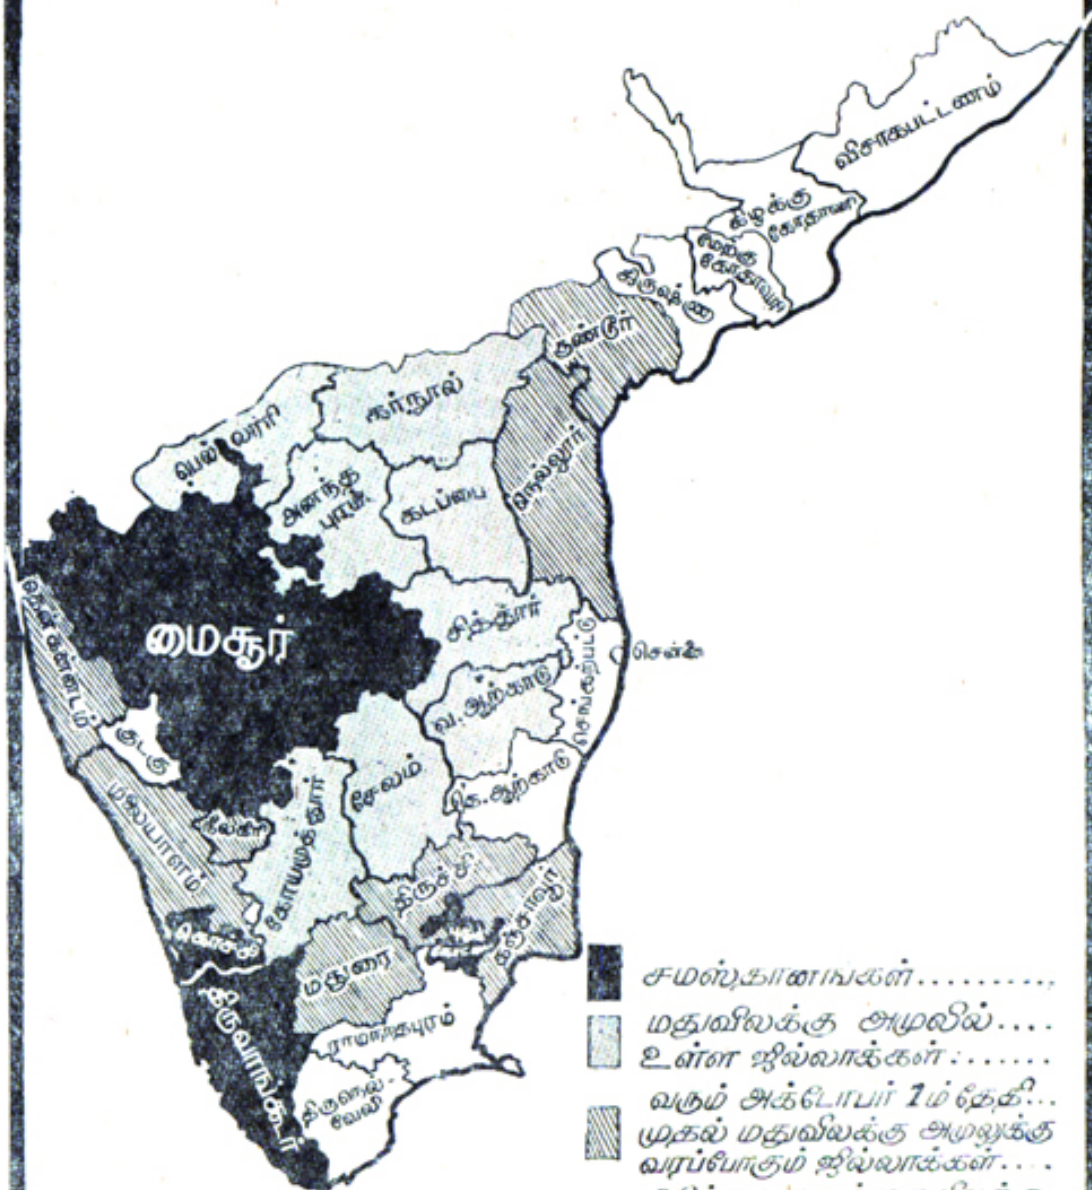 விசாகபட்டணம்
கிழக்கு
கோதாவரி
மேற்கு
கோதாவரி
கிருஷ்ணா
குண்டூர்
கர்நூல்
பெல்லாரி
அனந்த
புரம்
கடப்பை
நெல்லூர்
மைசூர்
சித்தூர்
சென்னை
செங்கற்பட்டு
வ. ஆற்காடு
தென்கன்னடம்
குடகு
சேலம்
தெ. ஆற்காடு
மலையாளம்
நீலகிரி
கோயமுத்தூர்
திருச்சி
தஞ்சாவூர்
கொச்சி
மதுரை
திருவாங்கூர்
ராமநாதபுரம்
திருநெல்
வேலி
சமஸ்தானங்கள்..........
மதுவிலக்கு அமுலில்....
உள்ள ஜில்லாக்கள்.......
வரும் அக்டோபர் 1ம் தேதி...
முதல் மதுவிலக்கு அமுலுக்கு
வரப்போகும் ஜில்லாக்கள்....